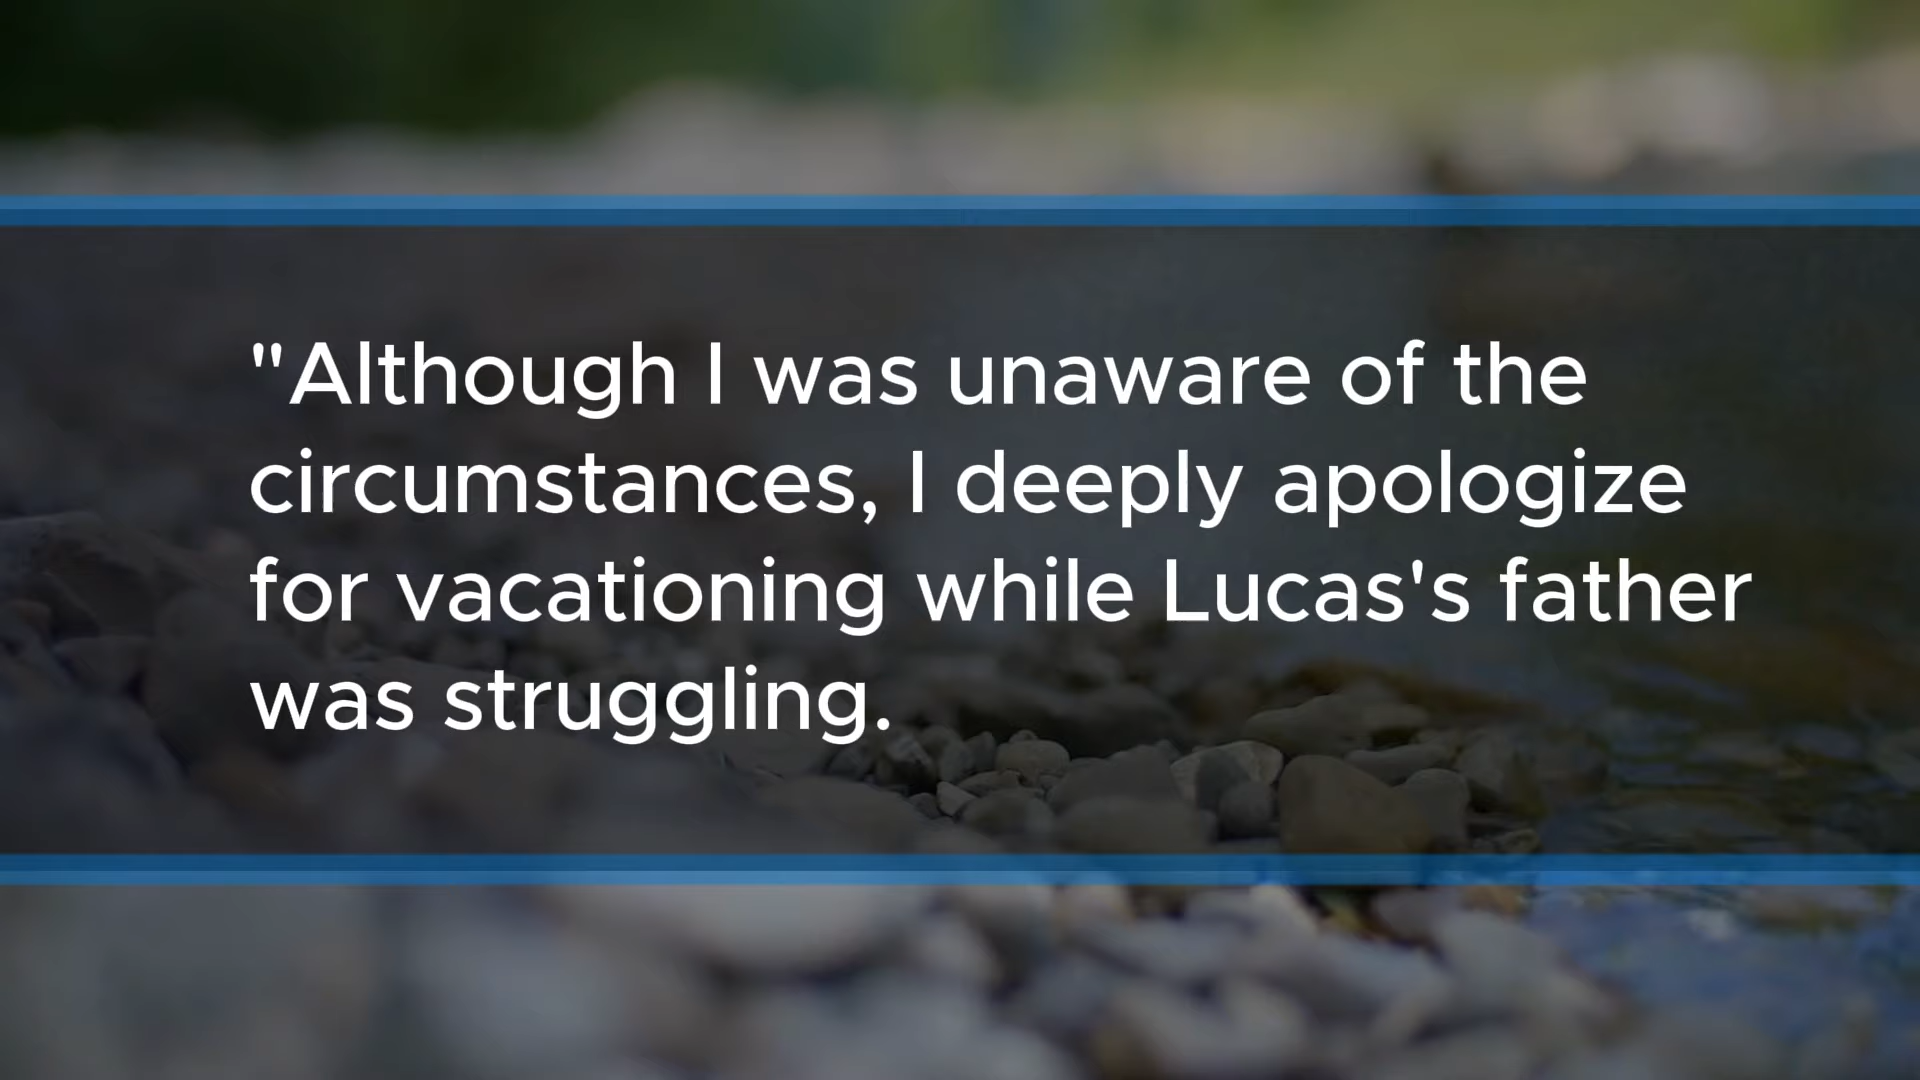 "Although I was unaware of the
circumstances, I deeply apologize
for vacationing while Lucas's father
was struggling.